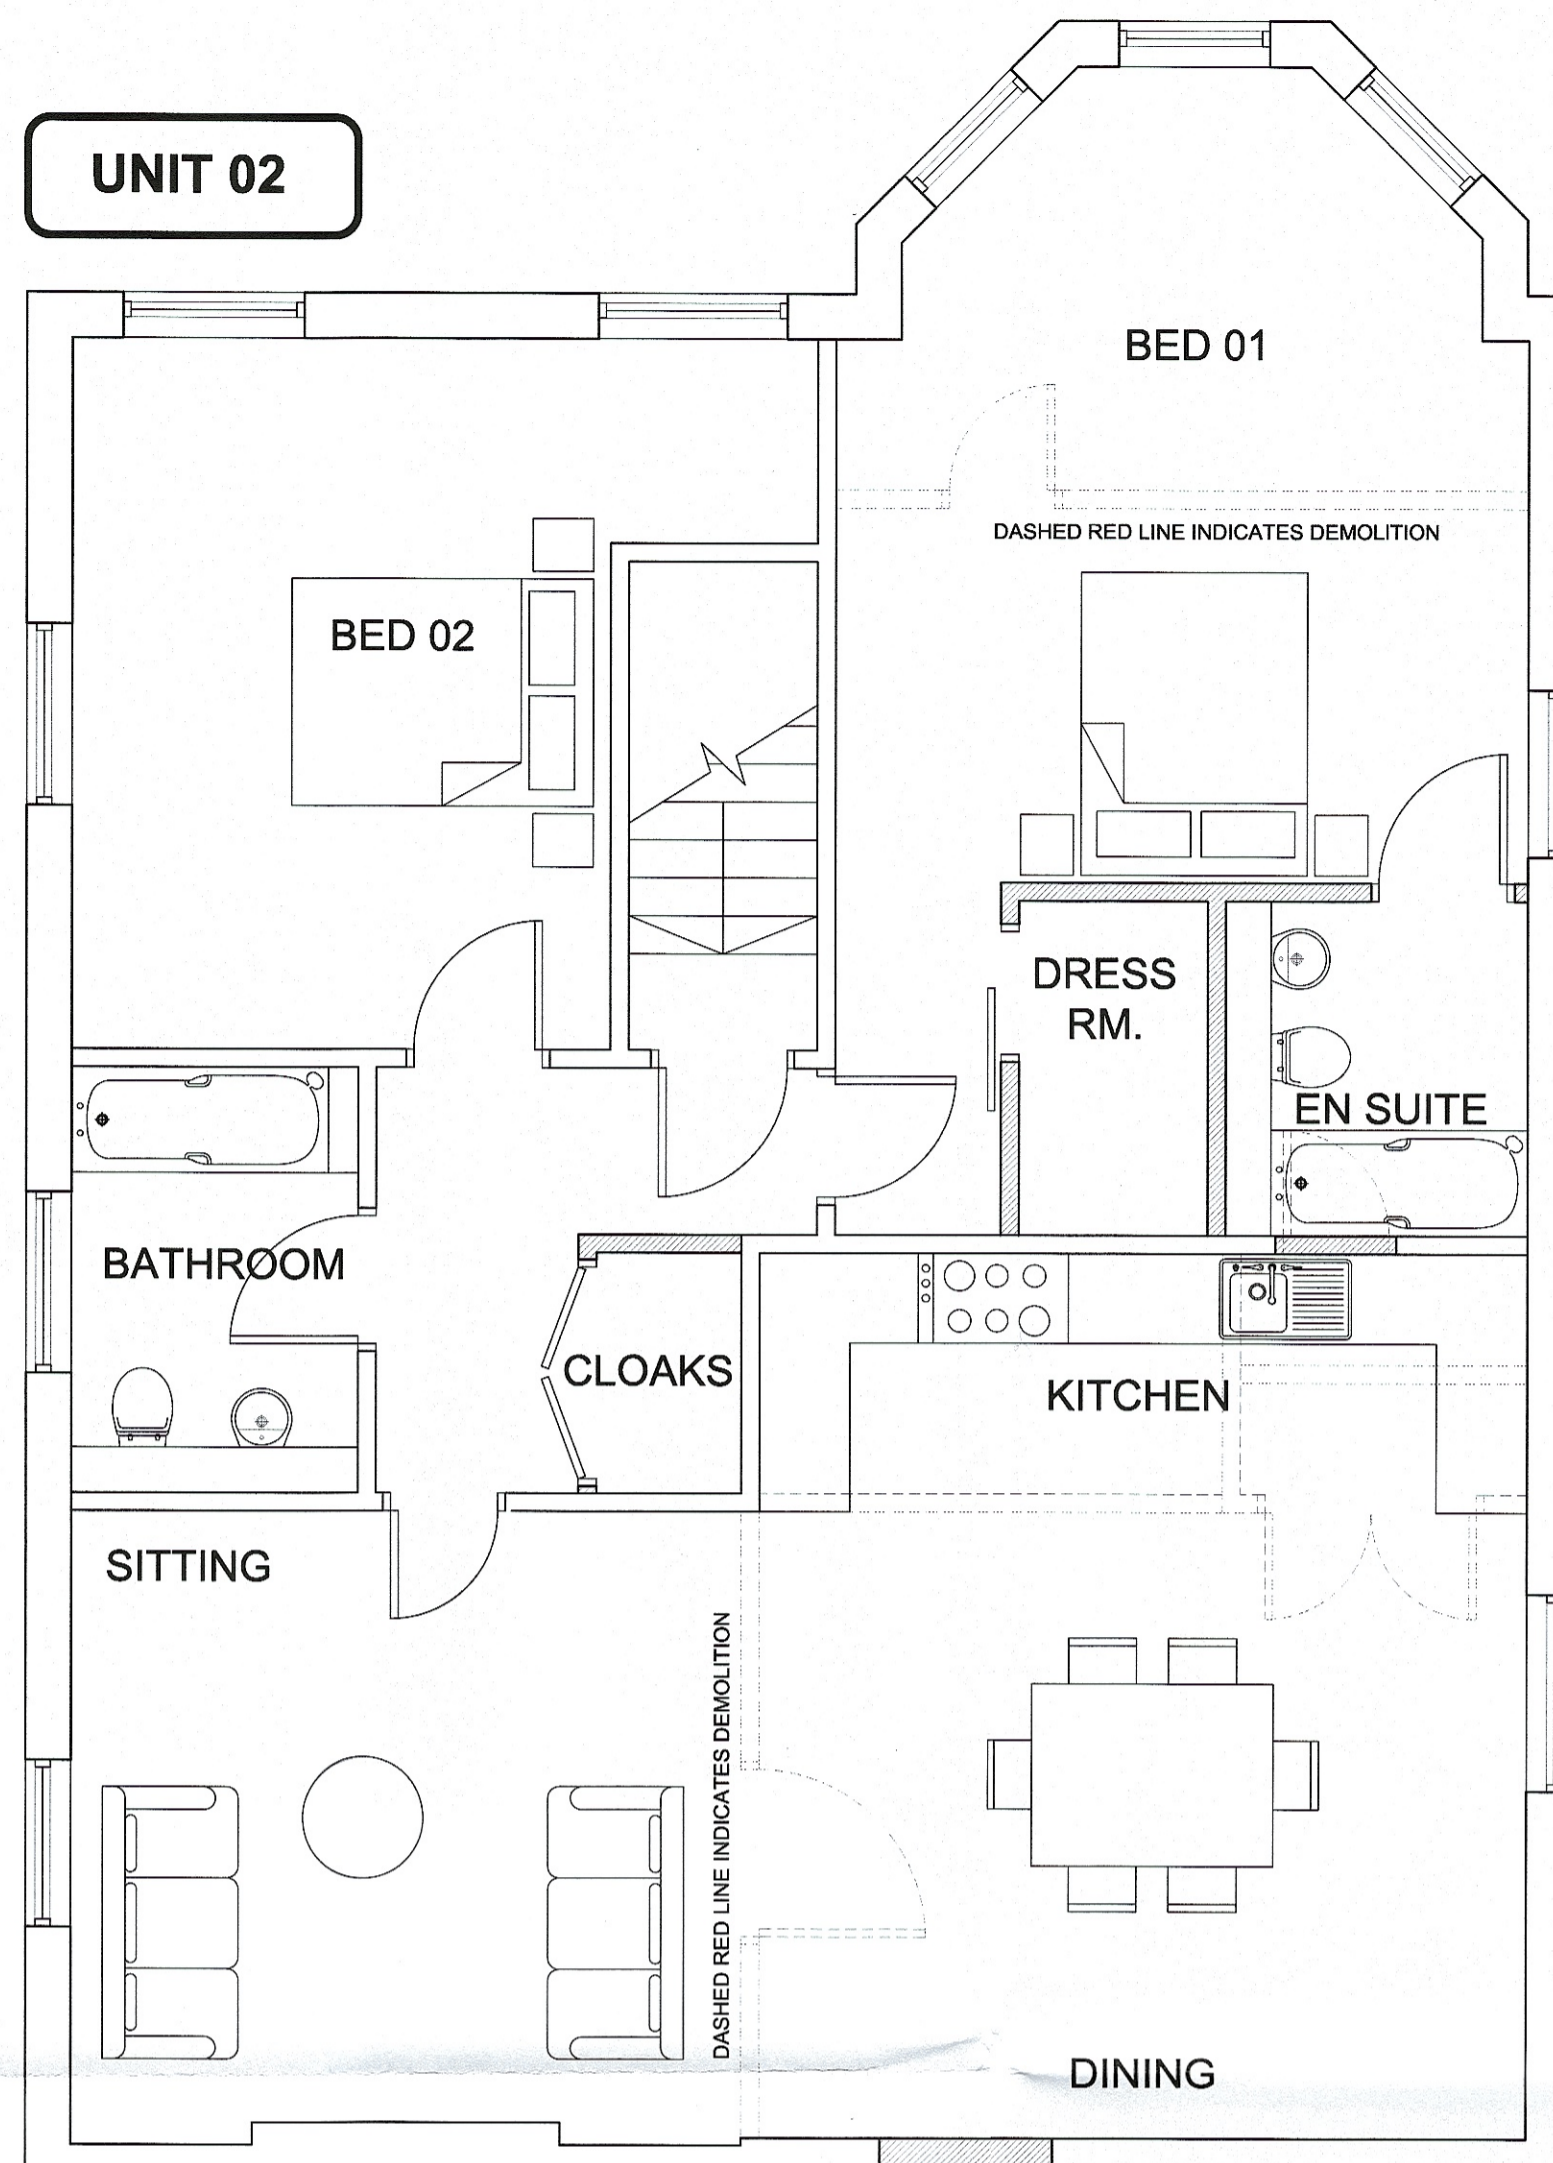 UNIT 02
BED 01
DASHED RED LINE INDICATES DEMOLITION
BED 02
DRESS
RM.
EN SUITE
BATHROOM
CLOAKS
KITCHEN
SITTING
DASHED RED LINE INDICATES DEMOLITION
DINING